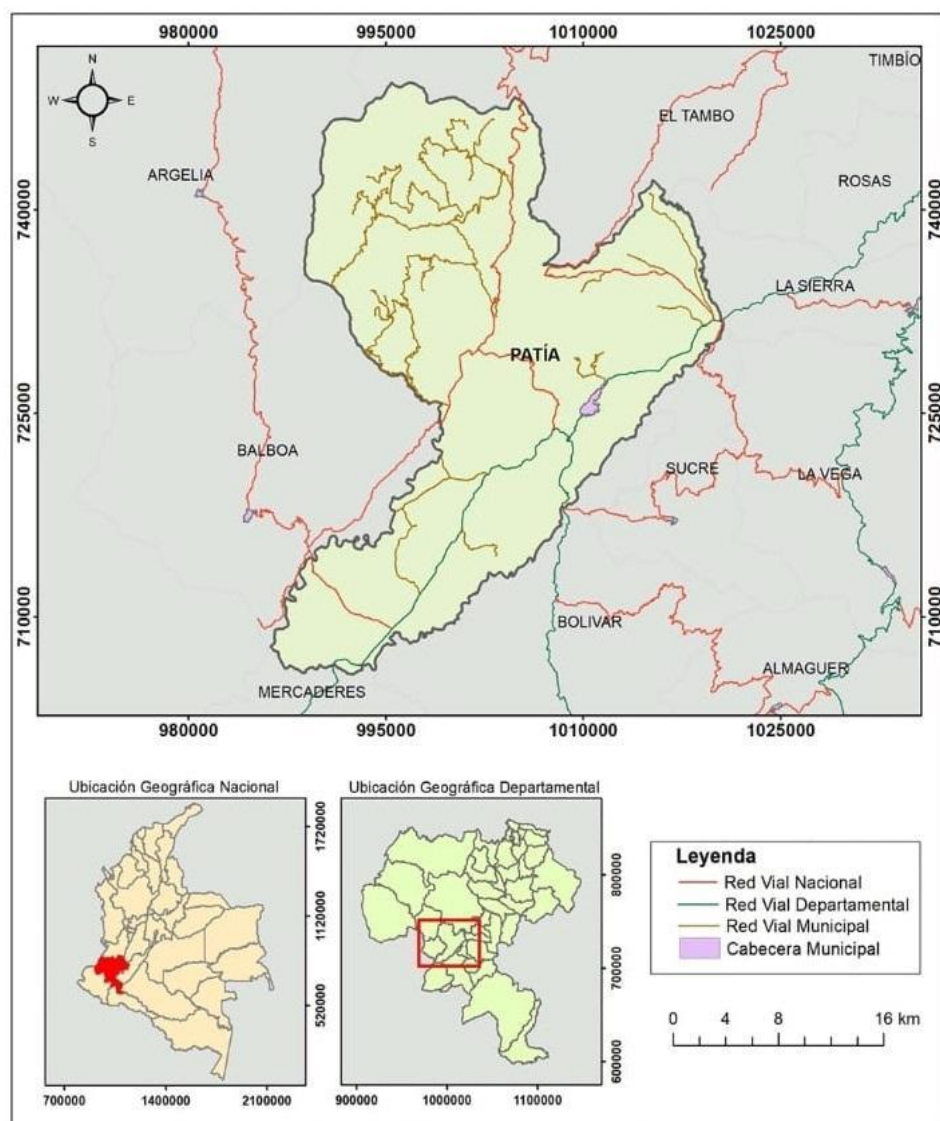 980000 995000 1010000 1025000
TIMBÍO
N
W E
S
EL TAMBO
ARGELIA
ROSAS
740000 740000
LA SIERRA
PATÍA
725000 725000
BALBOA
SUCRE
LA VEGA
710000 710000
BOLIVAR
ALMAGUER
MERCADERES
980000 995000 1010000 1025000
Ubicación Geográfica Nacional
1720000
1120000
520000
700000 1400000 2100000
Ubicación Geográfica Departamental
800000
700000
600000
900000 1000000 1100000
Leyenda
Red Vial Nacional
Red Vial Departamental
Red Vial Municipal
Cabecera Municipal
0 4 8 16 km